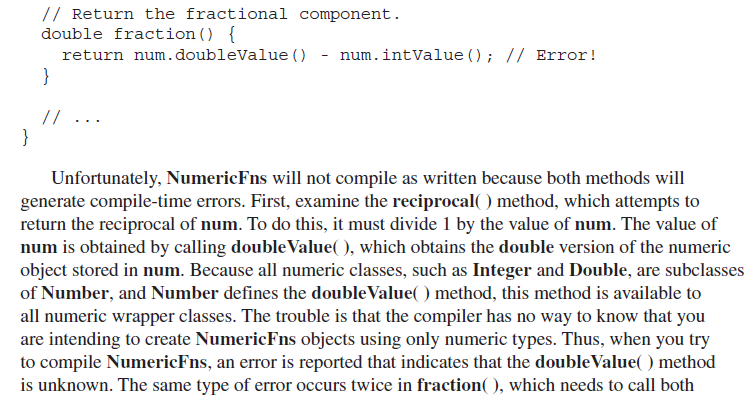 // Return the fractional component.
double fraction() {
return num.doubleValue() - num.intValue(); // Error!
}
// ...
}
Unfortunately, NumericFns will not compile as written because both methods will
generate compile-time errors. First, examine the reciprocal( ) method, which attempts to
return the reciprocal of num. To do this, it must divide 1 by the value of num. The value of
num is obtained by calling doubleValue( ), which obtains the double version of the numeric
object stored in num. Because all numeric classes, such as Integer and Double, are subclasses
of Number, and Number defines the doubleValue( ) method, this method is available to
all numeric wrapper classes. The trouble is that the compiler has no way to know that you
are intending to create NumericFns objects using only numeric types. Thus, when you try
to compile NumericFns, an error is reported that indicates that the doubleValue( ) method
is unknown. The same type of error occurs twice in fraction( ), which needs to call both